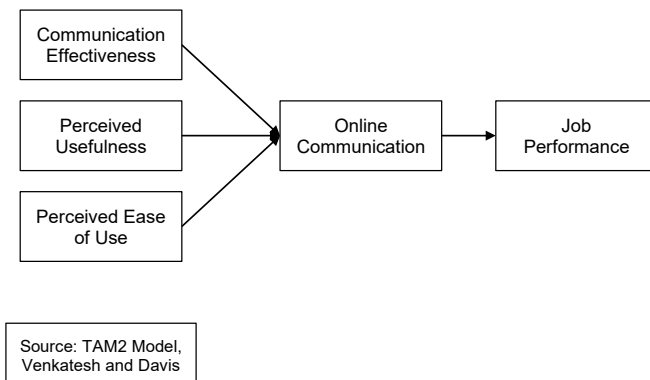 Communication
Effectiveness
Perceived
Usefulness
Perceived Ease
of Use
Online
Communication
Job
Performance
Source: TAM2 Model,
Venkatesh and Davis